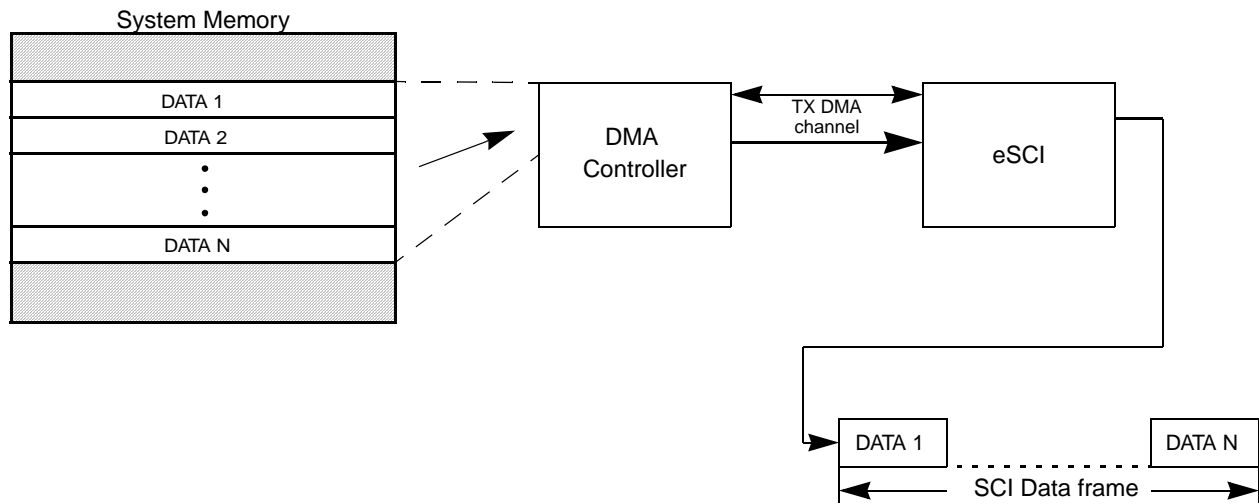 System Memory
DATA 1
DATA 2
DATA N
DMA
Controller
TX DMA
channel
eSCI
DATA 1
DATA N
SCI Data frame